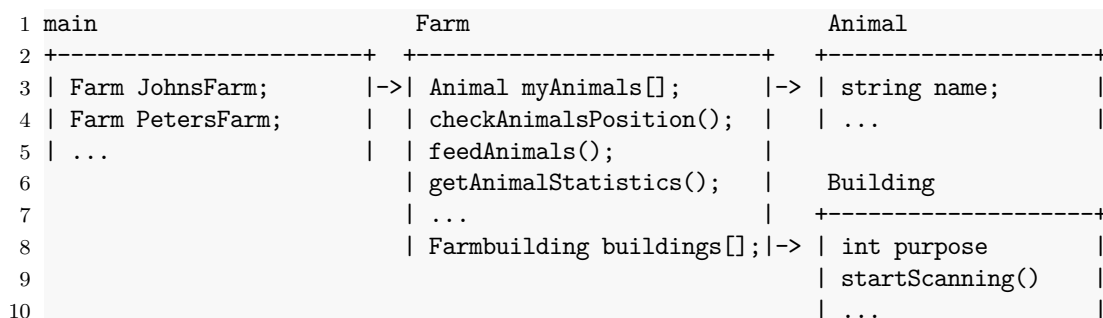 1 main                       Farm                           Animal
2 +-----------------------+  +--------------------------+  +--------------------+
3 | Farm JohnsFarm;       |->| Animal myAnimals[];      |-> | string name;       |
4 | Farm PetersFarm;      |  | checkAnimalsPosition();  |  | ...                |
5 | ...                   |  | feedAnimals();           |
6                            | getAnimalStatistics();   |   Building
7                            | ...                      |  +--------------------+
8                            | Farmbuilding buildings[];|-> | int purpose        |
9                                                          | startScanning()    |
10                                                         | ...                |